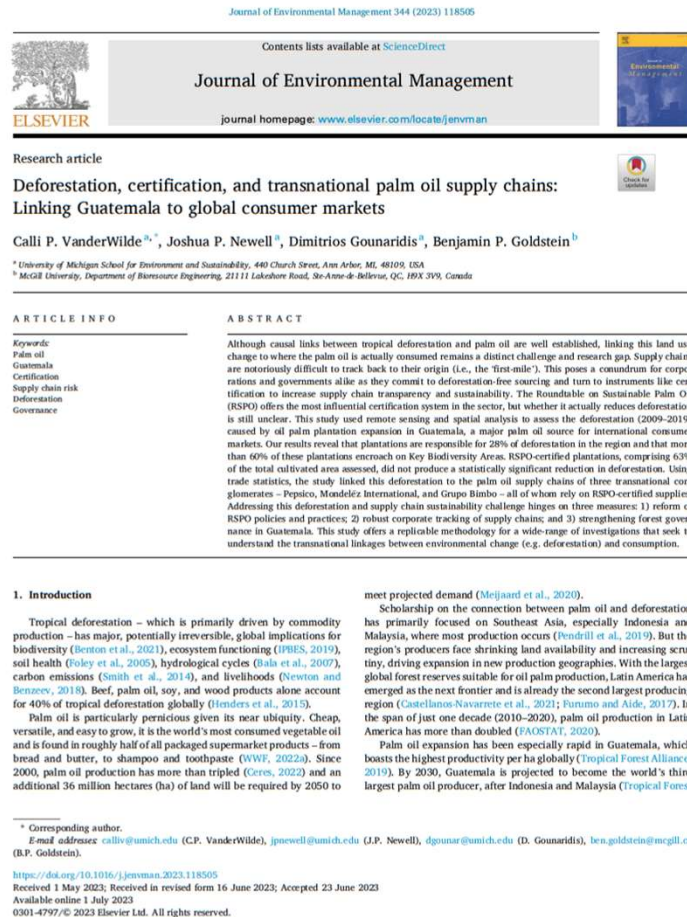 Journal of Environmental Management 344 (2023) 118505
Contents lists available at ScienceDirect
Journal of Environmental Management
ELSEVIER
journal homepage: www.elsevier.com/locate/jenvman
Environmental
Management
Research article
Check for
updates
Deforestation, certification, and transnational palm oil supply chains:
Linking Guatemala to global consumer markets
Calli P. VanderWilde a,*, Joshua P. Newell a, Dimitrios Gounaridis a, Benjamin P. Goldstein b
a University of Michigan School for Environment and Sustainability, 440 Church Street, Ann Arbor, MI, 48109, USA
b McGill University, Department of Bioresource Engineering, 21111 Lakeshore Road, Ste-Anne-de-Bellevue, QC, H9X 3V9, Canada
ARTICLE INFO
Keywords:
Palm oil
Guatemala
Certification
Supply chain risk
Deforestation
Governance
ABSTRACT
Although causal links between tropical deforestation and palm oil are well established, linking this land us
change to where the palm oil is actually consumed remains a distinct challenge and research gap. Supply chain
are notoriously difficult to track back to their origin (i.e., the ‘first-mile’). This poses a conundrum for corpo
rations and governments alike as they commit to deforestation-free sourcing and turn to instruments like cer
tification to increase supply chain transparency and sustainability. The Roundtable on Sustainable Palm O
(RSPO) offers the most influential certification system in the sector, but whether it actually reduces deforestatio
is still unclear. This study used remote sensing and spatial analysis to assess the deforestation (2009–2019
caused by oil palm plantation expansion in Guatemala, a major palm oil source for international consume
markets. Our results reveal that plantations are responsible for 28% of deforestation in the region and that mor
than 60% of these plantations encroach on Key Biodiversity Areas. RSPO-certified plantations, comprising 63%
of the total cultivated area assessed, did not produce a statistically significant reduction in deforestation. Usin
trade statistics, the study linked this deforestation to the palm oil supply chains of three transnational con
glomerates – Pepsico, Mondelēz International, and Grupo Bimbo – all of whom rely on RSPO-certified supplie
Addressing this deforestation and supply chain sustainability challenge hinges on three measures: 1) reform o
RSPO policies and practices; 2) robust corporate tracking of supply chains; and 3) strengthening forest gover
nance in Guatemala. This study offers a replicable methodology for a wide-range of investigations that seek t
understand the transnational linkages between environmental change (e.g. deforestation) and consumption.
1. Introduction
Tropical deforestation – which is primarily driven by commodity
production – has major, potentially irreversible, global implications for
biodiversity (Benton et al., 2021), ecosystem functioning (IPBES, 2019),
soil health (Foley et al., 2005), hydrological cycles (Bala et al., 2007),
carbon emissions (Smith et al., 2014), and livelihoods (Newton and
Benzeev, 2018). Beef, palm oil, soy, and wood products alone account
for 40% of tropical deforestation globally (Henders et al., 2015).
Palm oil is particularly pernicious given its near ubiquity. Cheap,
versatile, and easy to grow, it is the world’s most consumed vegetable oil
and is found in roughly half of all packaged supermarket products – from
bread and butter, to shampoo and toothpaste (WWF, 2022a). Since
2000, palm oil production has more than tripled (Ceres, 2022) and an
additional 36 million hectares (ha) of land will be required by 2050 to
meet projected demand (Meijaard et al., 2020).
Scholarship on the connection between palm oil and deforestatio
has primarily focused on Southeast Asia, especially Indonesia an
Malaysia, where most production occurs (Pendrill et al., 2019). But th
region’s producers face shrinking land availability and increasing scru
tiny, driving expansion in new production geographies. With the larges
global forest reserves suitable for oil palm production, Latin America ha
emerged as the next frontier and is already the second largest producin
region (Castellanos-Navarrete et al., 2021; Furumo and Aide, 2017). I
the span of just one decade (2010–2020), palm oil production in Lati
America has more than doubled (FAOSTAT, 2020).
Palm oil expansion has been especially rapid in Guatemala, whic
boasts the highest productivity per ha globally (Tropical Forest Alliance
2019). By 2030, Guatemala is projected to become the world’s thir
largest palm oil producer, after Indonesia and Malaysia (Tropical Fores
* Corresponding author.
E-mail addresses: calliv@umich.edu (C.P. VanderWilde), jpnewell@umich.edu (J.P. Newell), dgounar@umich.edu (D. Gounaridis), ben.goldstein@mcgill.c
(B.P. Goldstein).
https://doi.org/10.1016/j.jenvman.2023.118505
Received 1 May 2023; Received in revised form 16 June 2023; Accepted 23 June 2023
Available online 1 July 2023
0301-4797/© 2023 Elsevier Ltd. All rights reserved.